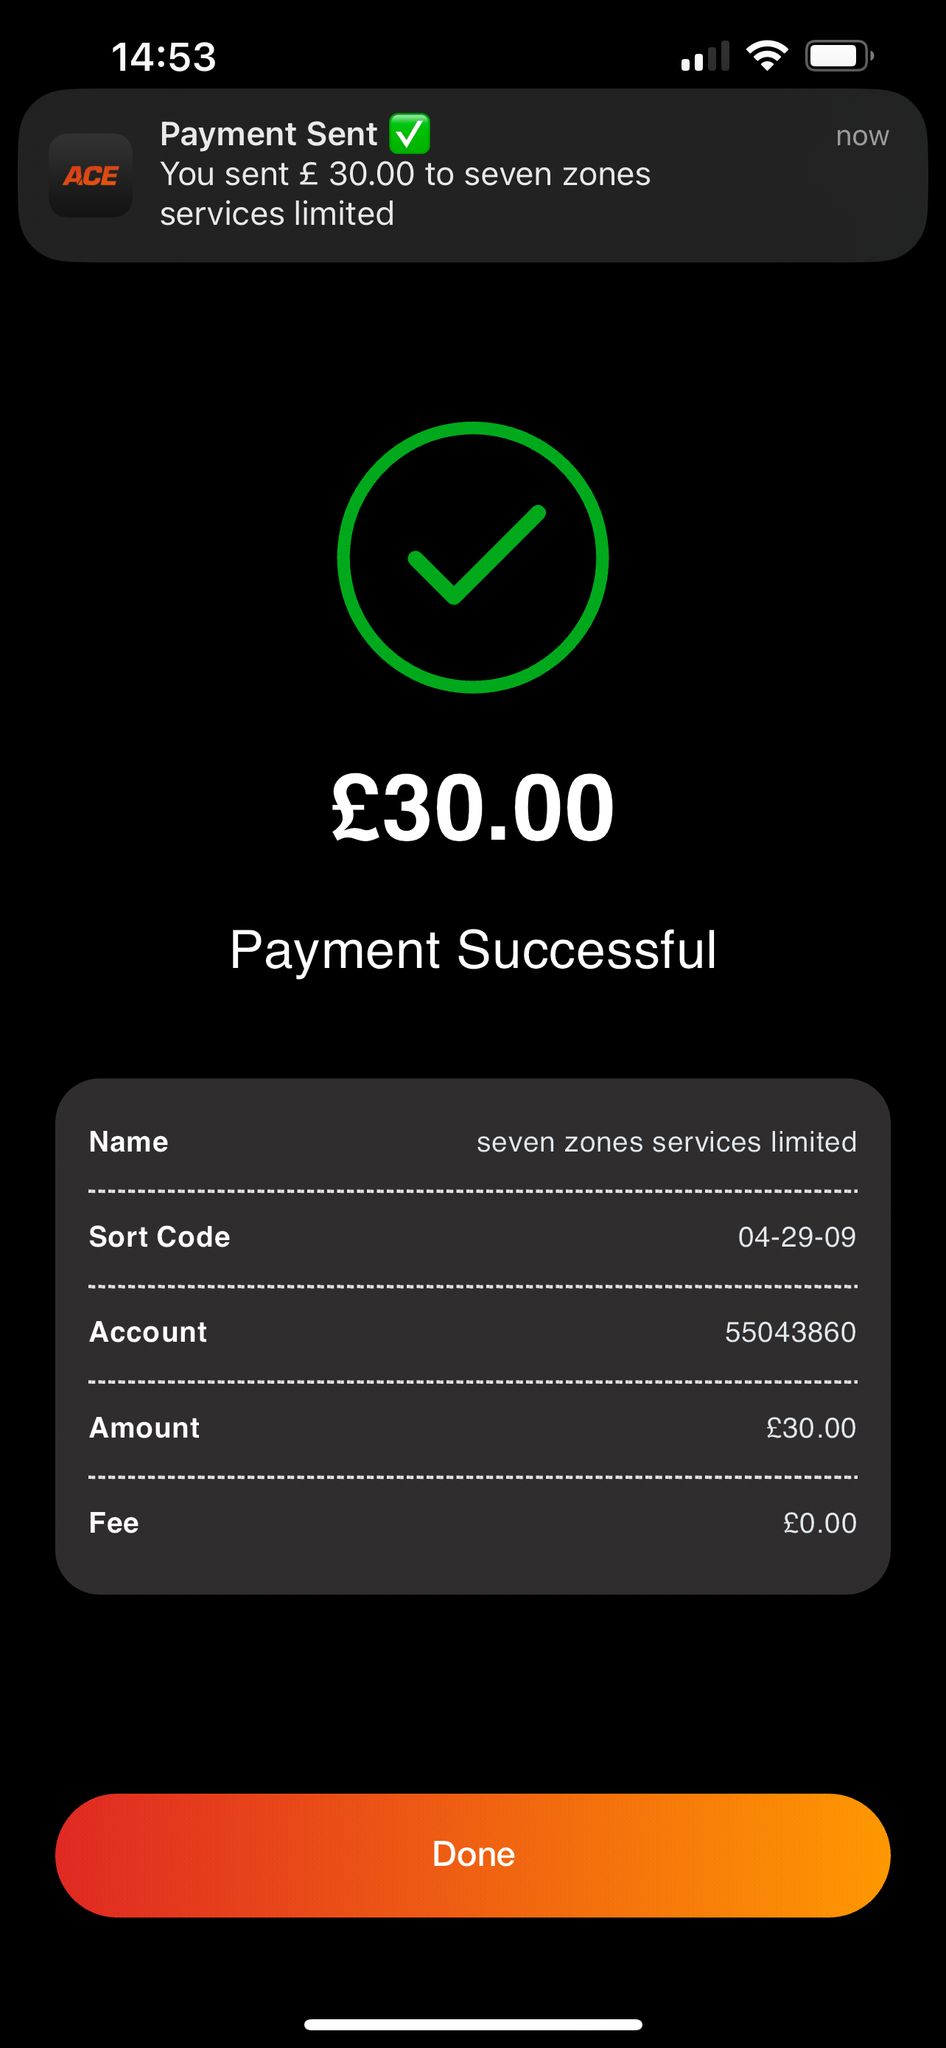 14:53
Payment Sent ✅
now
ACE
You sent £ 30.00 to seven zones
services limited
£30.00
Payment Successful
Name seven zones services limited
Sort Code 04-29-09
Account 55043860
Amount £30.00
Fee £0.00
Done